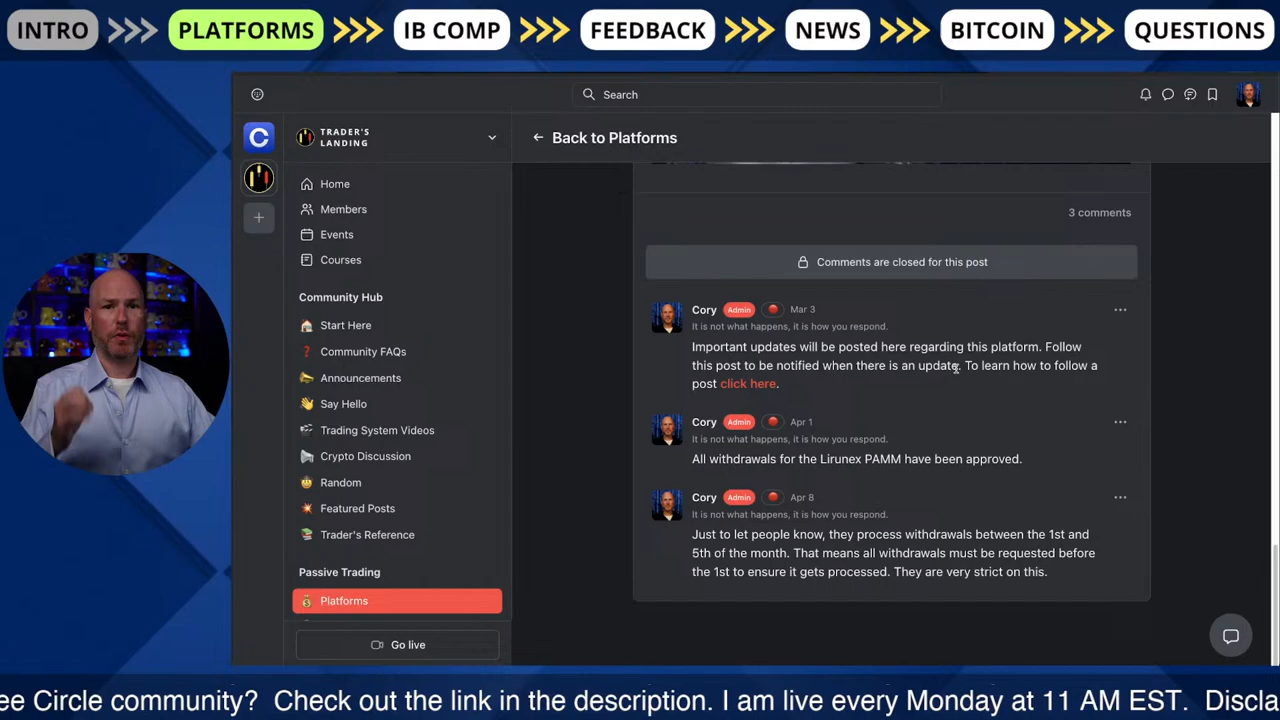 INTRO
PLATFORMS
IB COMP
FEEDBACK
NEWS
BITCOIN
QUESTIONS
Search
TRADER'S
LANDING
Back to Platforms
Home
Members
Events
Courses
Community Hub
Start Here
Community FAQs
Announcements
Say Hello
Trading System Videos
Crypto Discussion
Random
Featured Posts
Trader's Reference
Passive Trading
Platforms
Go live
3 comments
Comments are closed for this post
Cory Admin Mar 3
It is not what happens, it is how you respond.
Important updates will be posted here regarding this platform. Follow
this post to be notified when there is an update. To learn how to follow a
post click here.
Cory Admin Apr 1
It is not what happens, it is how you respond.
All withdrawals for the Lirunex PAMM have been approved.
Cory Admin Apr 8
It is not what happens, it is how you respond.
Just to let people know, they process withdrawals between the 1st and
5th of the month. That means all withdrawals must be requested before
the 1st to ensure it gets processed. They are very strict on this.
ee Circle community? Check out the link in the description. I am live every Monday at 11 AM EST. Discla